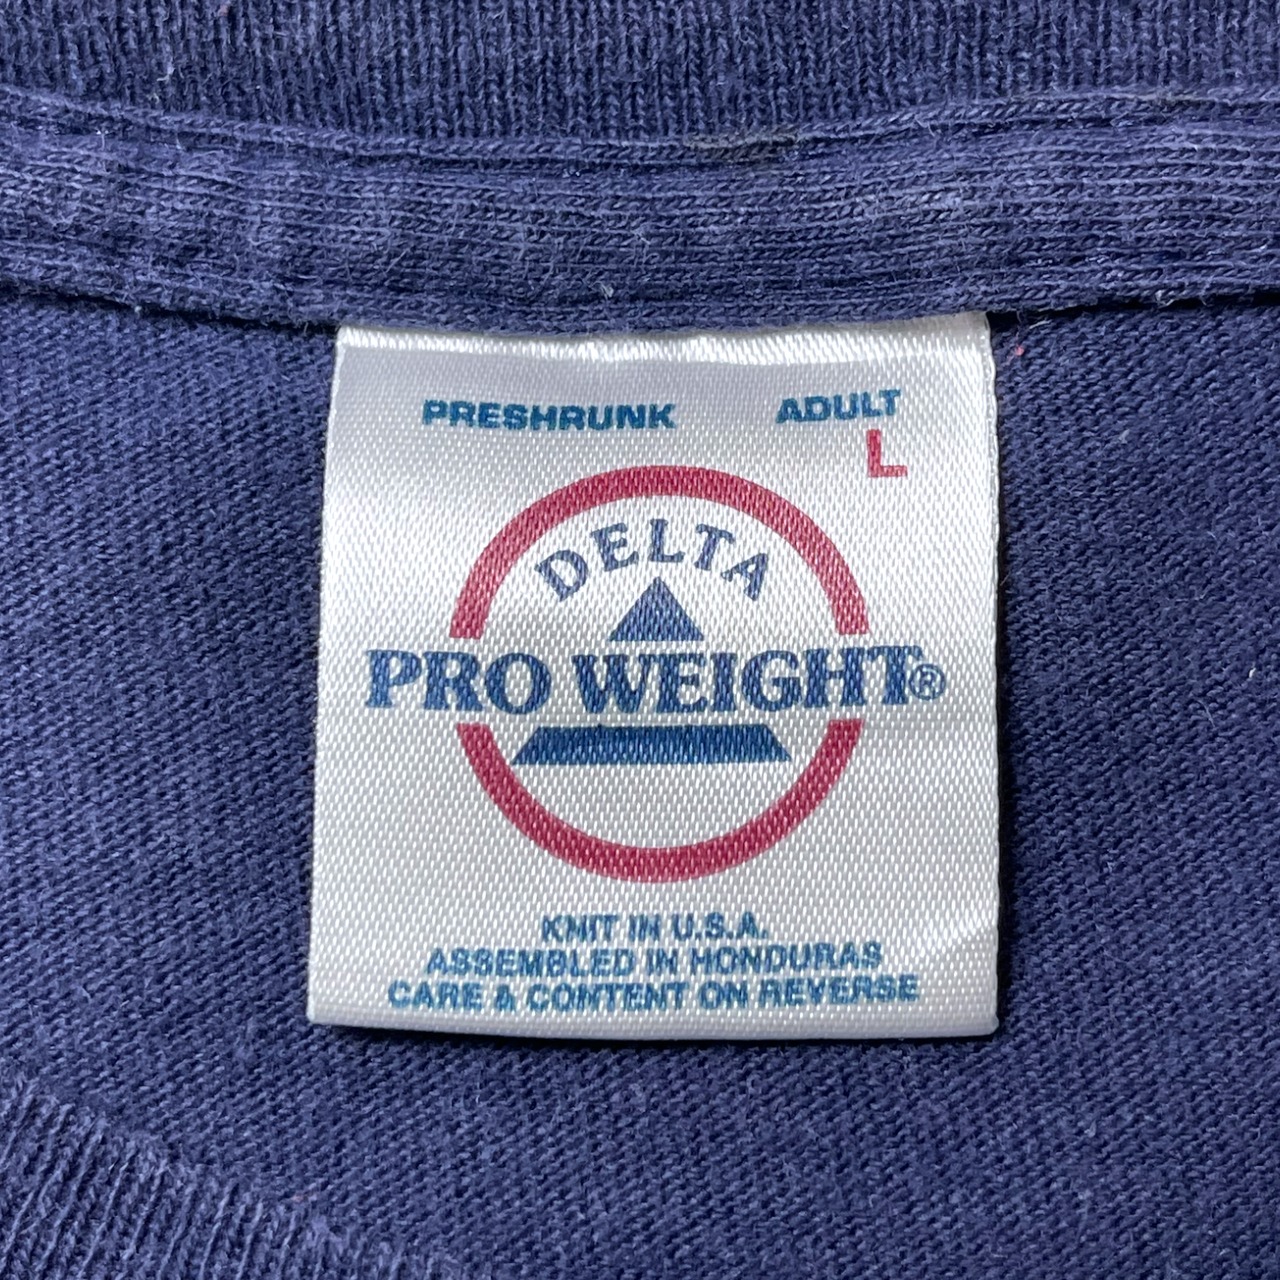 PRESHRUNK ADULT
L
DELTA
PRO WEIGHT®
KNIT IN U.S.A.
ASSEMBLED IN HONDURAS
CARE & CONTENT ON REVERSE